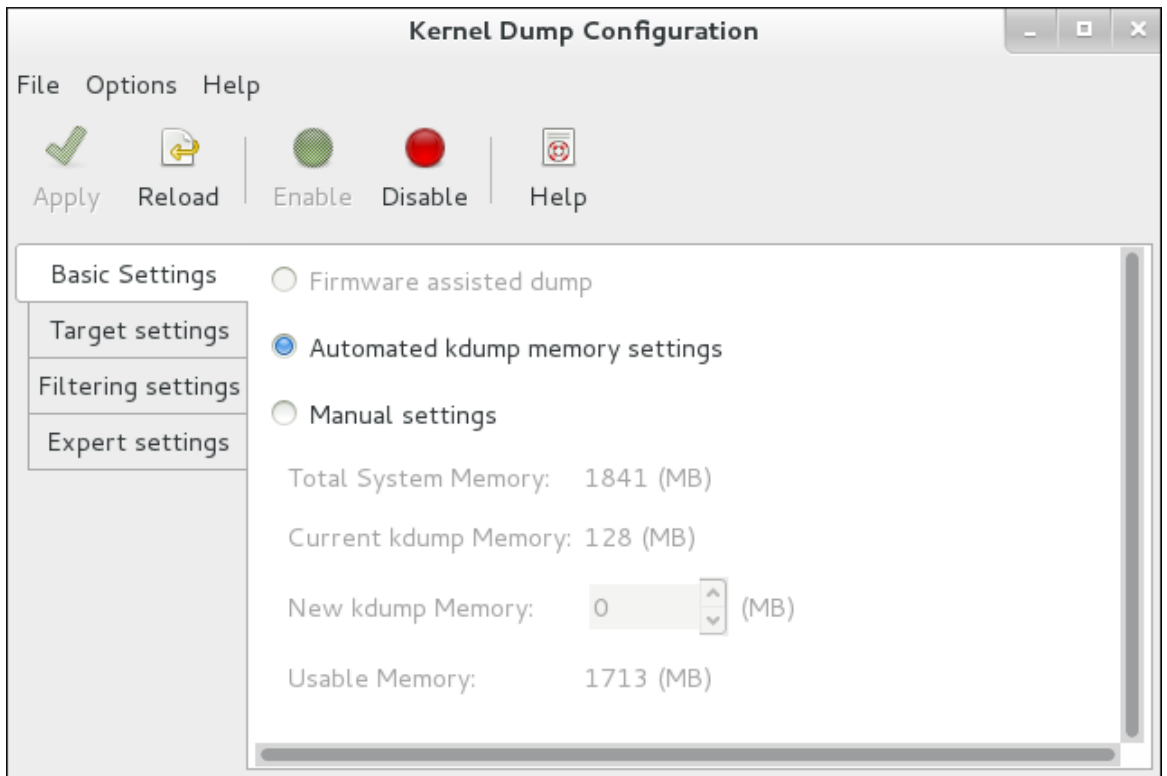 Kernel Dump Configuration
File Options Help
Apply Reload Enable Disable Help
Basic Settings
Target settings
Filtering settings
Expert settings
Firmware assisted dump
Automated kdump memory settings
Manual settings
Total System Memory: 1841 (MB)
Current kdump Memory: 128 (MB)
New kdump Memory: 0 (MB)
Usable Memory: 1713 (MB)